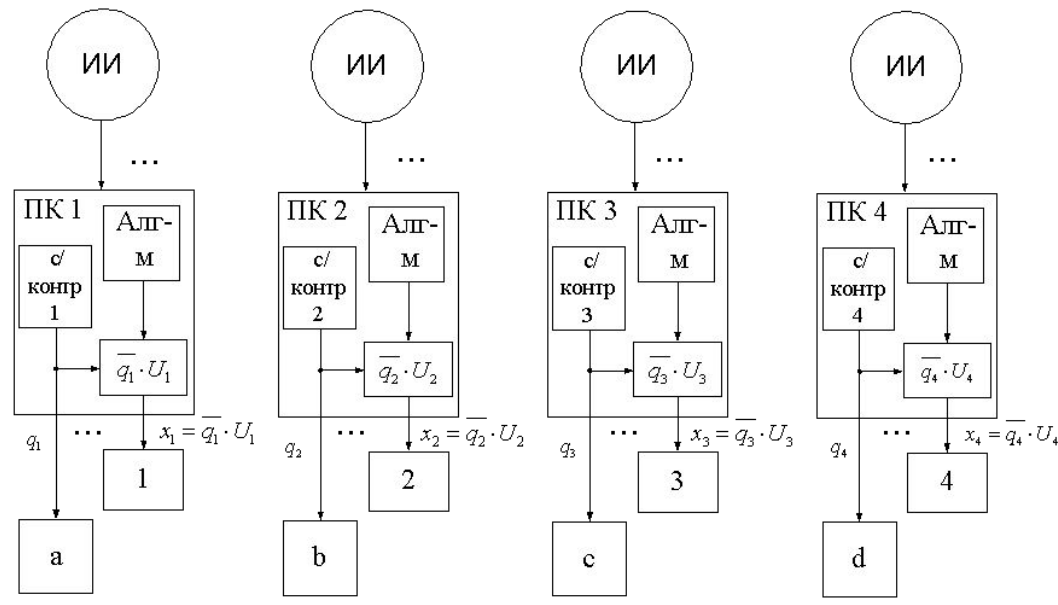 ИИ ИИ ИИ ИИ
... ... ... ...
ПК 1 ПК 2 ПК 3 ПК 4
Алг-
м
Алг-
м
Алг-
м
Алг-
м
с/
контр
1
с/
контр
2
с/
контр
3
с/
контр
4
q̅₁ · U₁ q̅₂ · U₂ q̅₃ · U₃ q̅₄ · U₄
... ... ... ...
q₁ x₁ = q̅₁ · U₁
q₂ x₂ = q̅₂ · U₂
q₃ x₃ = q̅₃ · U₃
q₄ x₄ = q̅₄ · U₄
1 2 3 4
a b c d